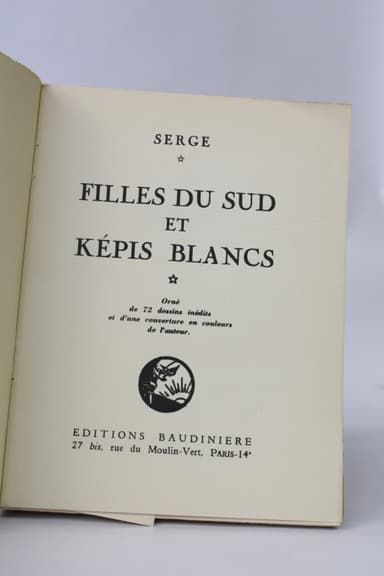 SERGE
FILLES DU SUD
ET
KÉPIS BLANCS
Orné
de 72 dessins inédits
et d'une couverture en couleurs
de l'auteur.
EDITIONS BAUDINIERE
27 bis, rue du Moulin-Vert, PARIS-14e